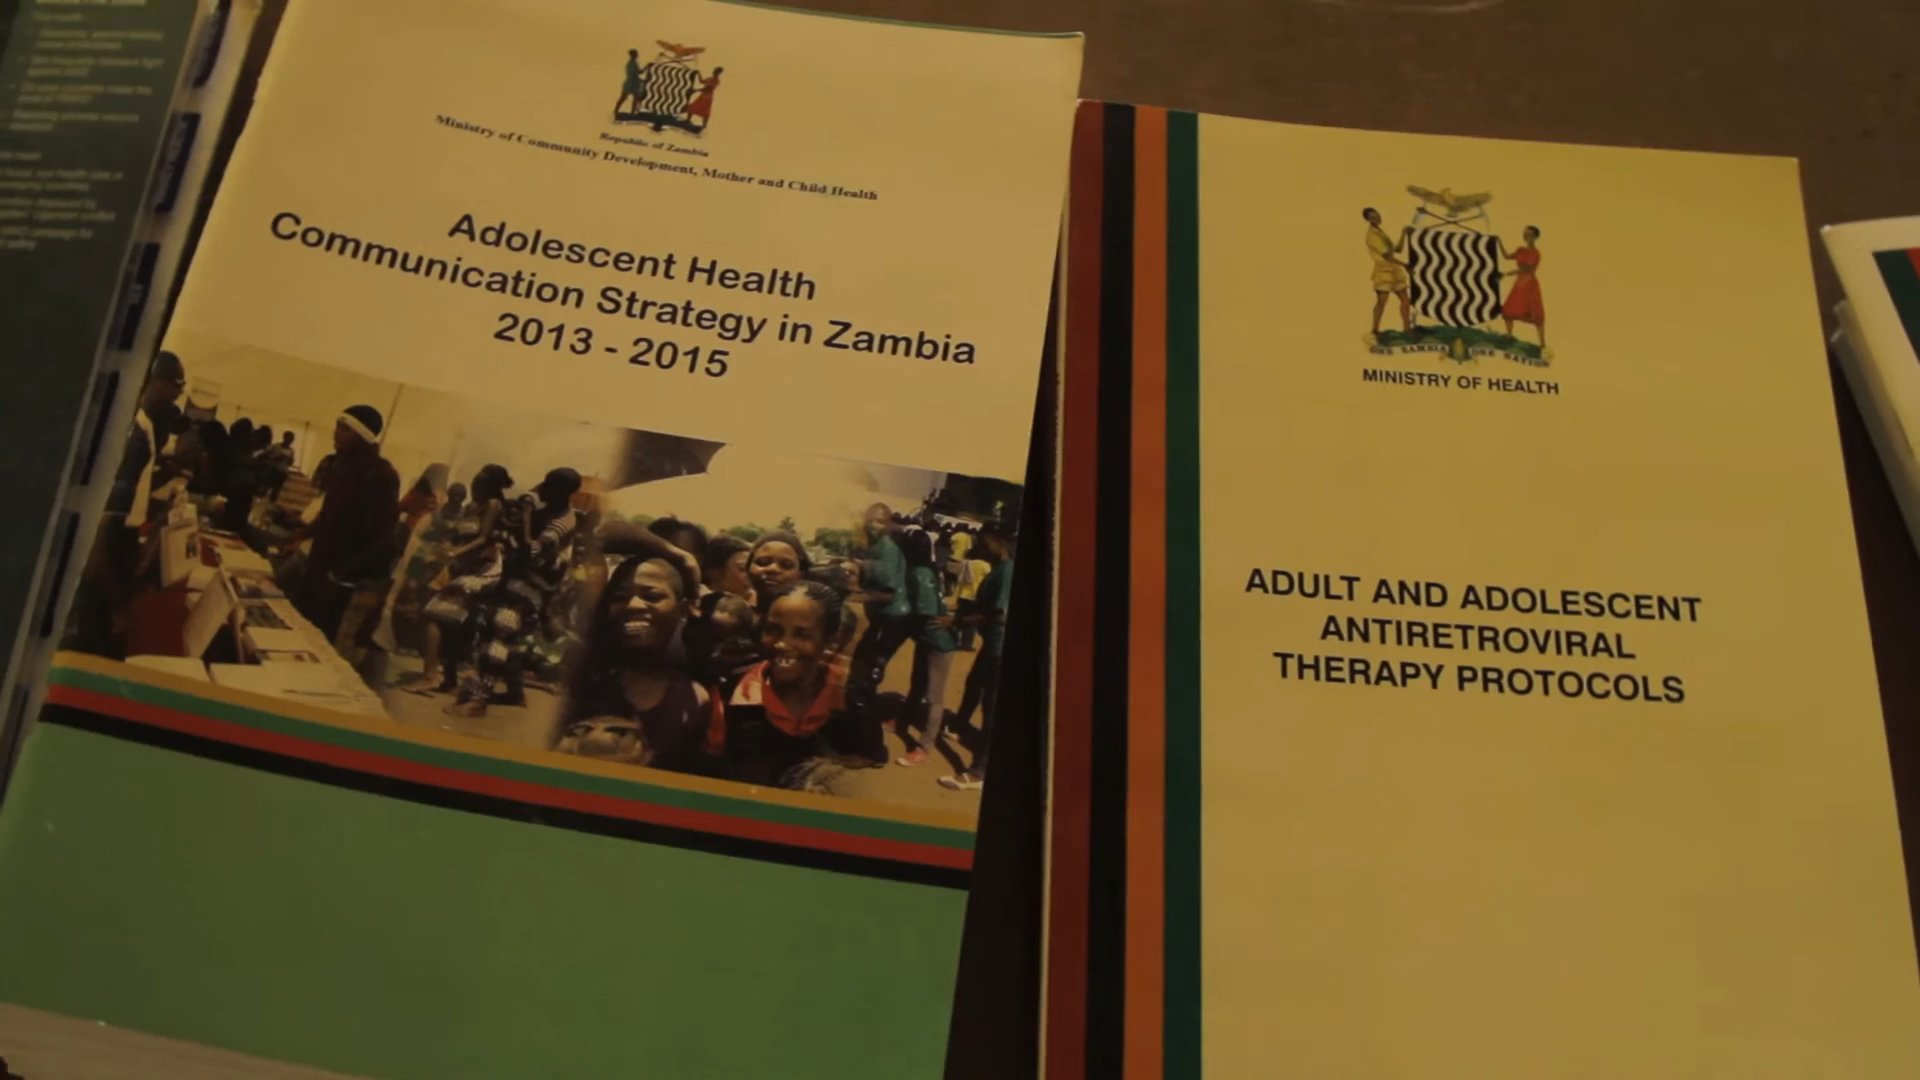 Republic of Zambia
Ministry of Community Development, Mother and Child Health
Adolescent Health
Communication Strategy in Zambia
2013 - 2015
ONE ZAMBIA ONE NATION
MINISTRY OF HEALTH
ADULT AND ADOLESCENT
ANTIRETROVIRAL
THERAPY PROTOCOLS